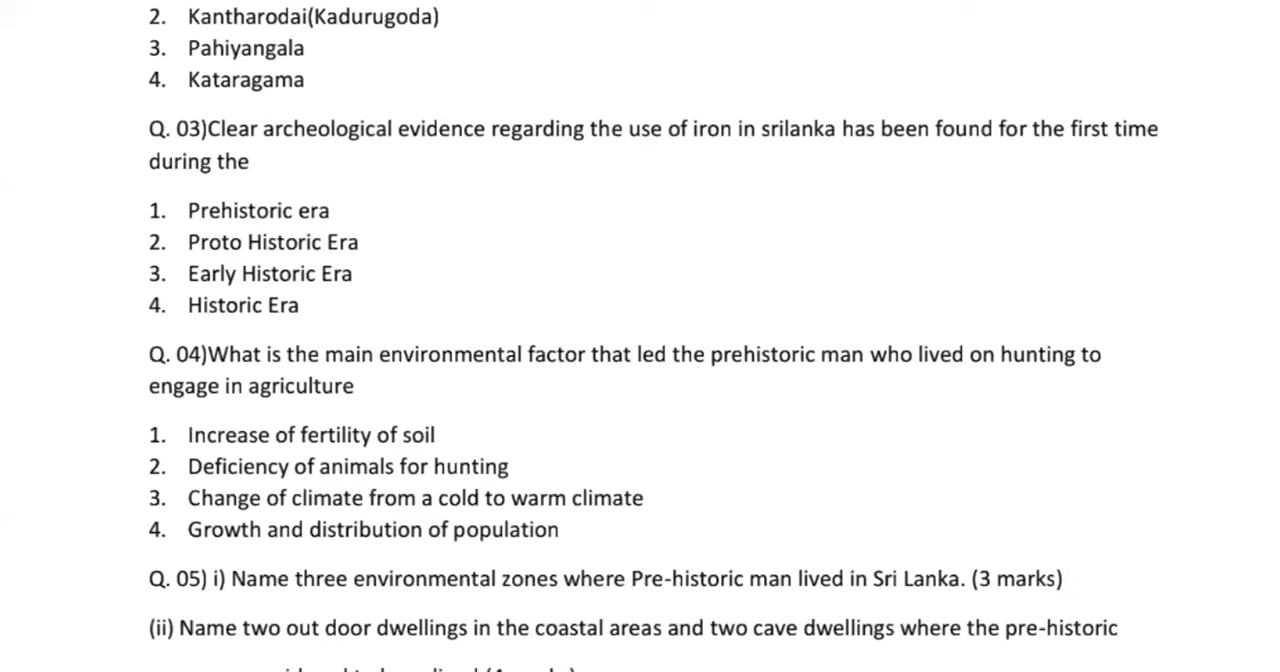 2. Kantharodai(Kadurugoda)
3. Pahiyangala
4. Kataragama
Q. 03)Clear archeological evidence regarding the use of iron in srilanka has been found for the first time
during the
1. Prehistoric era
2. Proto Historic Era
3. Early Historic Era
4. Historic Era
Q. 04)What is the main environmental factor that led the prehistoric man who lived on hunting to
engage in agriculture
1. Increase of fertility of soil
2. Deficiency of animals for hunting
3. Change of climate from a cold to warm climate
4. Growth and distribution of population
Q. 05) i) Name three environmental zones where Pre-historic man lived in Sri Lanka. (3 marks)
(ii) Name two out door dwellings in the coastal areas and two cave dwellings where the pre-historic